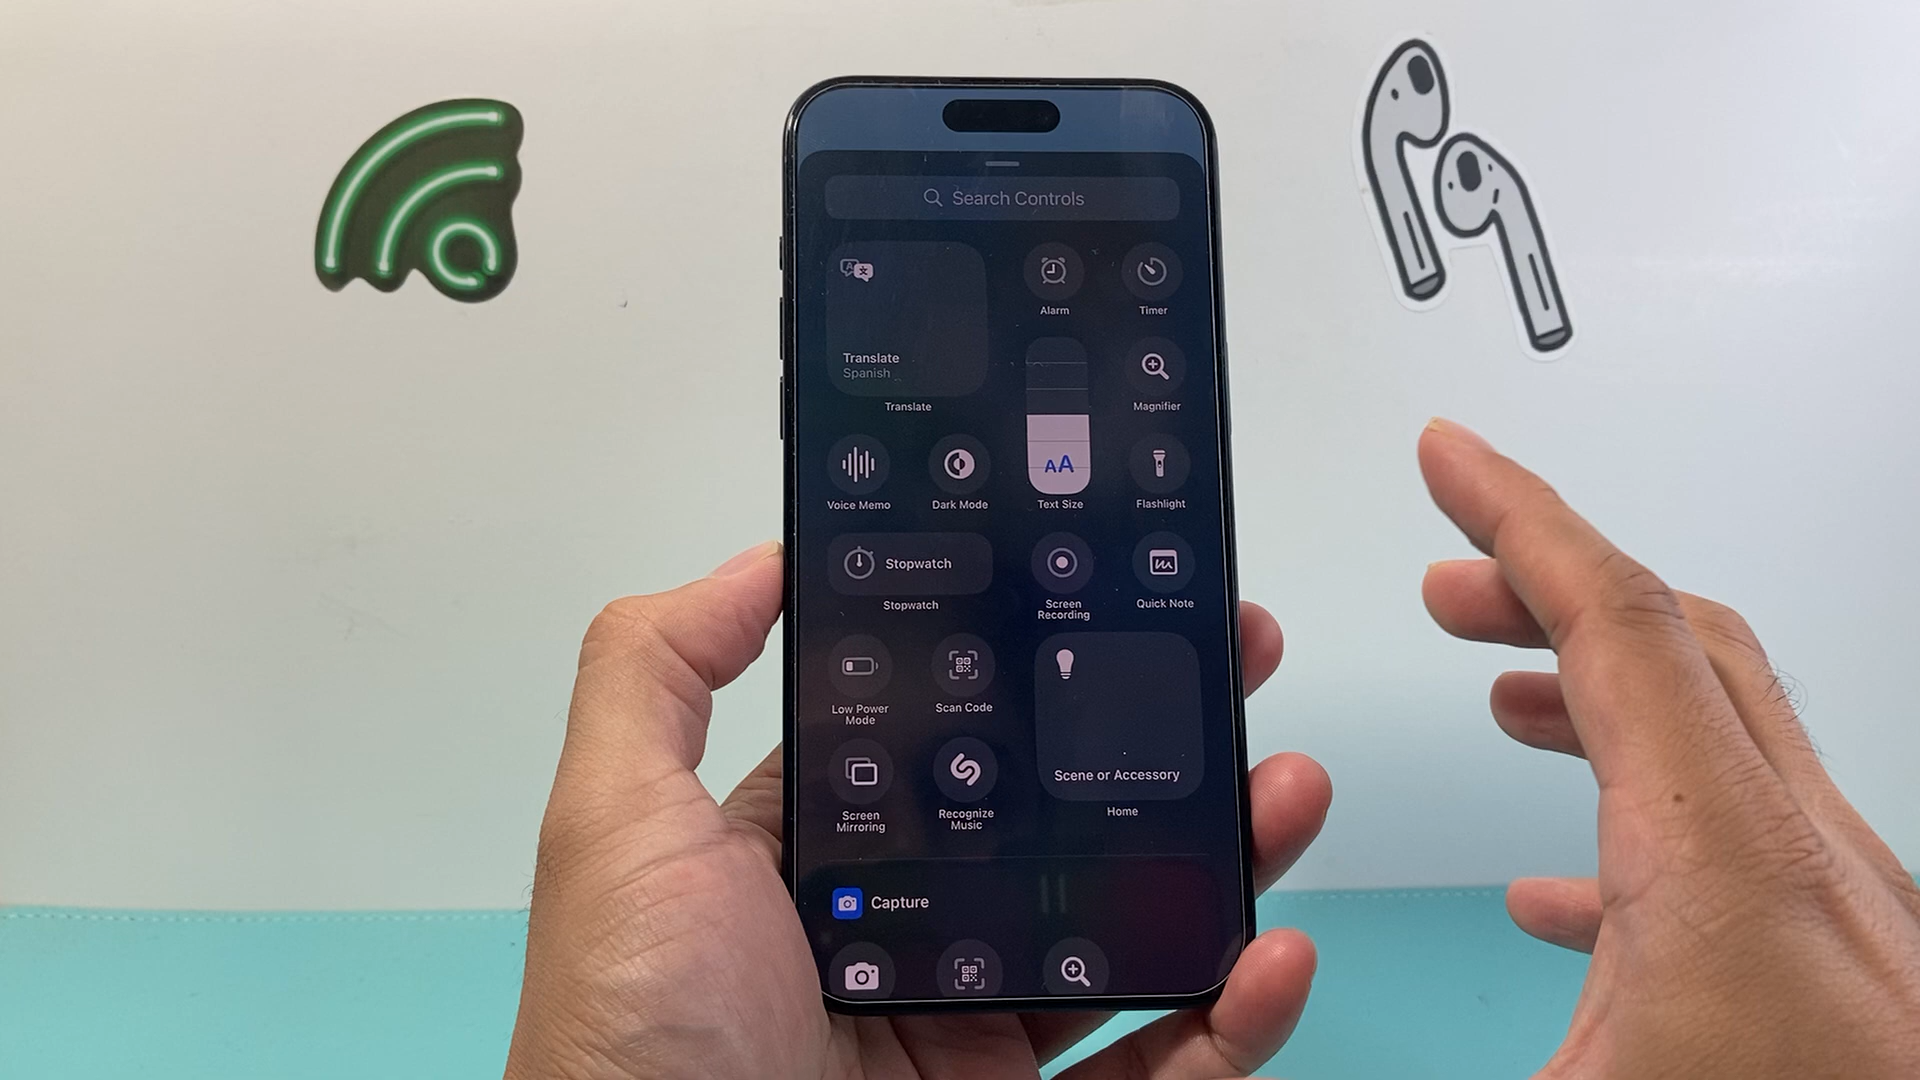 Search Controls
Alarm
Timer
Translate
Spanish
Translate
Magnifier
Voice Memo
Dark Mode
AA
Text Size
Flashlight
Stopwatch
Stopwatch
Screen
Recording
Quick Note
Low Power
Mode
Scan Code
Scene or Accessory
Home
Screen
Mirroring
Recognize
Music
Capture